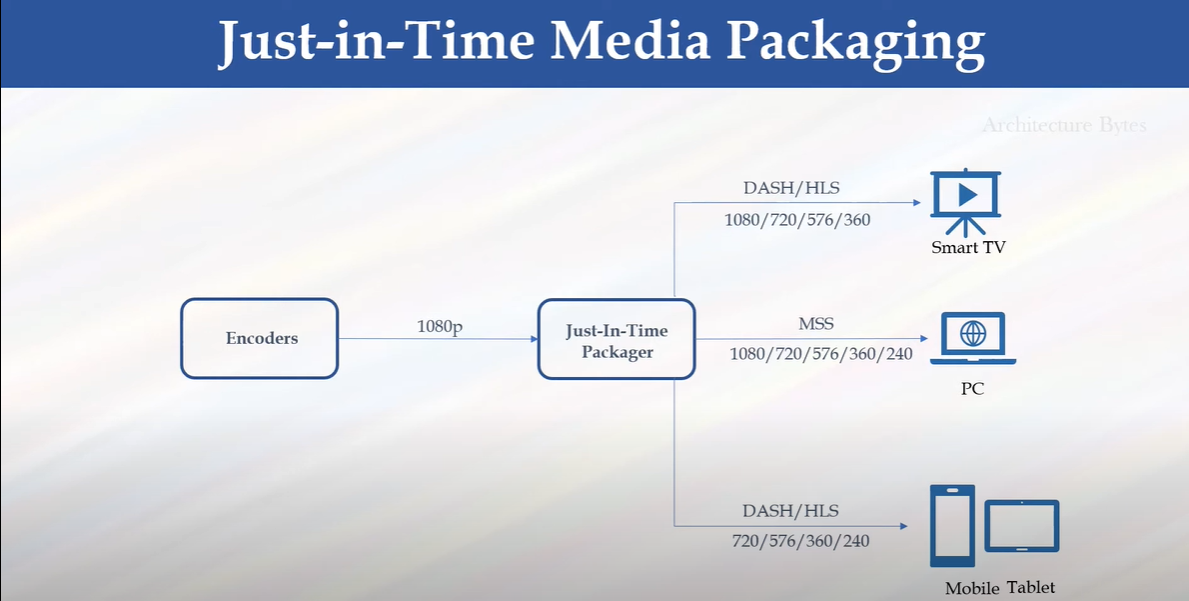 Just-in-Time Media Packaging
Architecture Bytes
DASH/HLS
1080/720/576/360
Smart TV
Encoders
1080p
Just-In-Time
Packager
MSS
1080/720/576/360/240
PC
DASH/HLS
720/576/360/240
Mobile Tablet